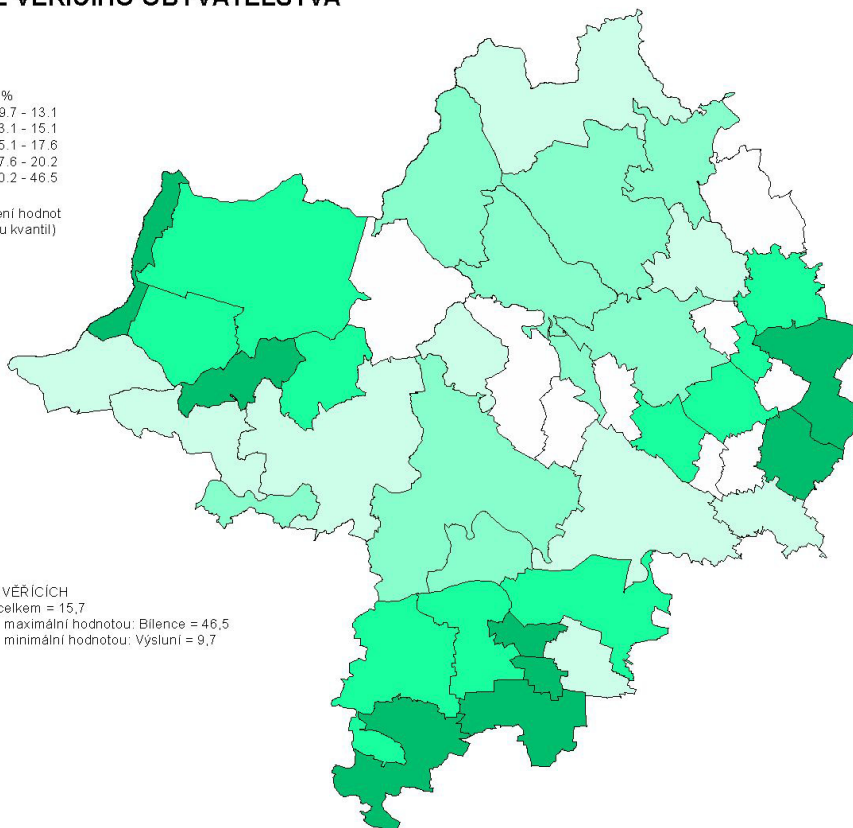 VĚŘÍCÍHO OBYVATELSTVA
%
9.7 - 13.1
3.1 - 15.1
5.1 - 17.6
7.6 - 20.2
0.2 - 46.5
ení hodnot
u kvantil)
VĚŘÍCÍCH
celkem = 15,7
maximální hodnotou: Bílence = 46,5
minimální hodnotou: Výsluní = 9,7